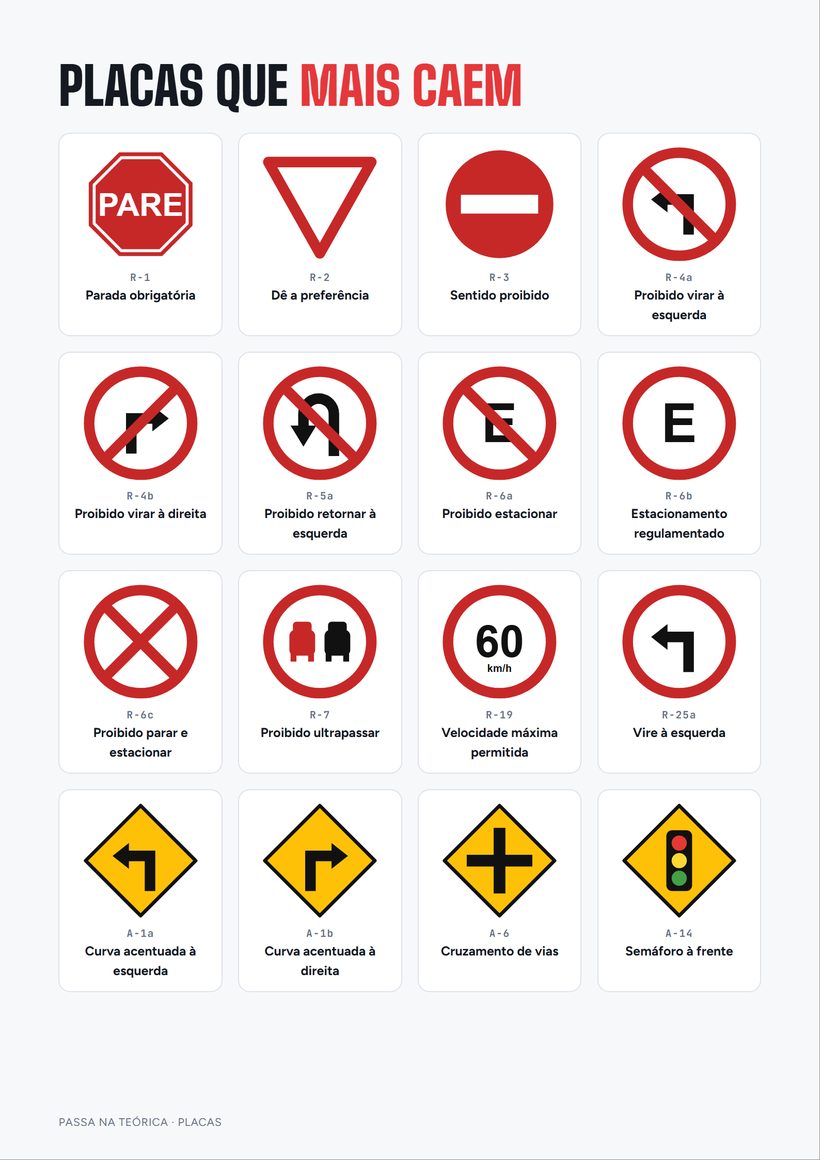 PLACAS QUE MAIS CAEM
PARE
R-1
Parada obrigatória
R-2
Dê a preferência
R-3
Sentido proibido
R-4a
Proibido virar à
esquerda
R-4b
Proibido virar à direita
R-5a
Proibido retornar à
esquerda
E
R-6a
Proibido estacionar
E
R-6b
Estacionamento
regulamentado
R-6c
Proibido parar e
estacionar
R-7
Proibido ultrapassar
60
km/h
R-19
Velocidade máxima
permitida
R-25a
Vire à esquerda
A-1a
Curva acentuada à
esquerda
A-1b
Curva acentuada à
direita
A-6
Cruzamento de vias
A-14
Semáforo à frente
PASSA NA TEÓRICA · PLACAS